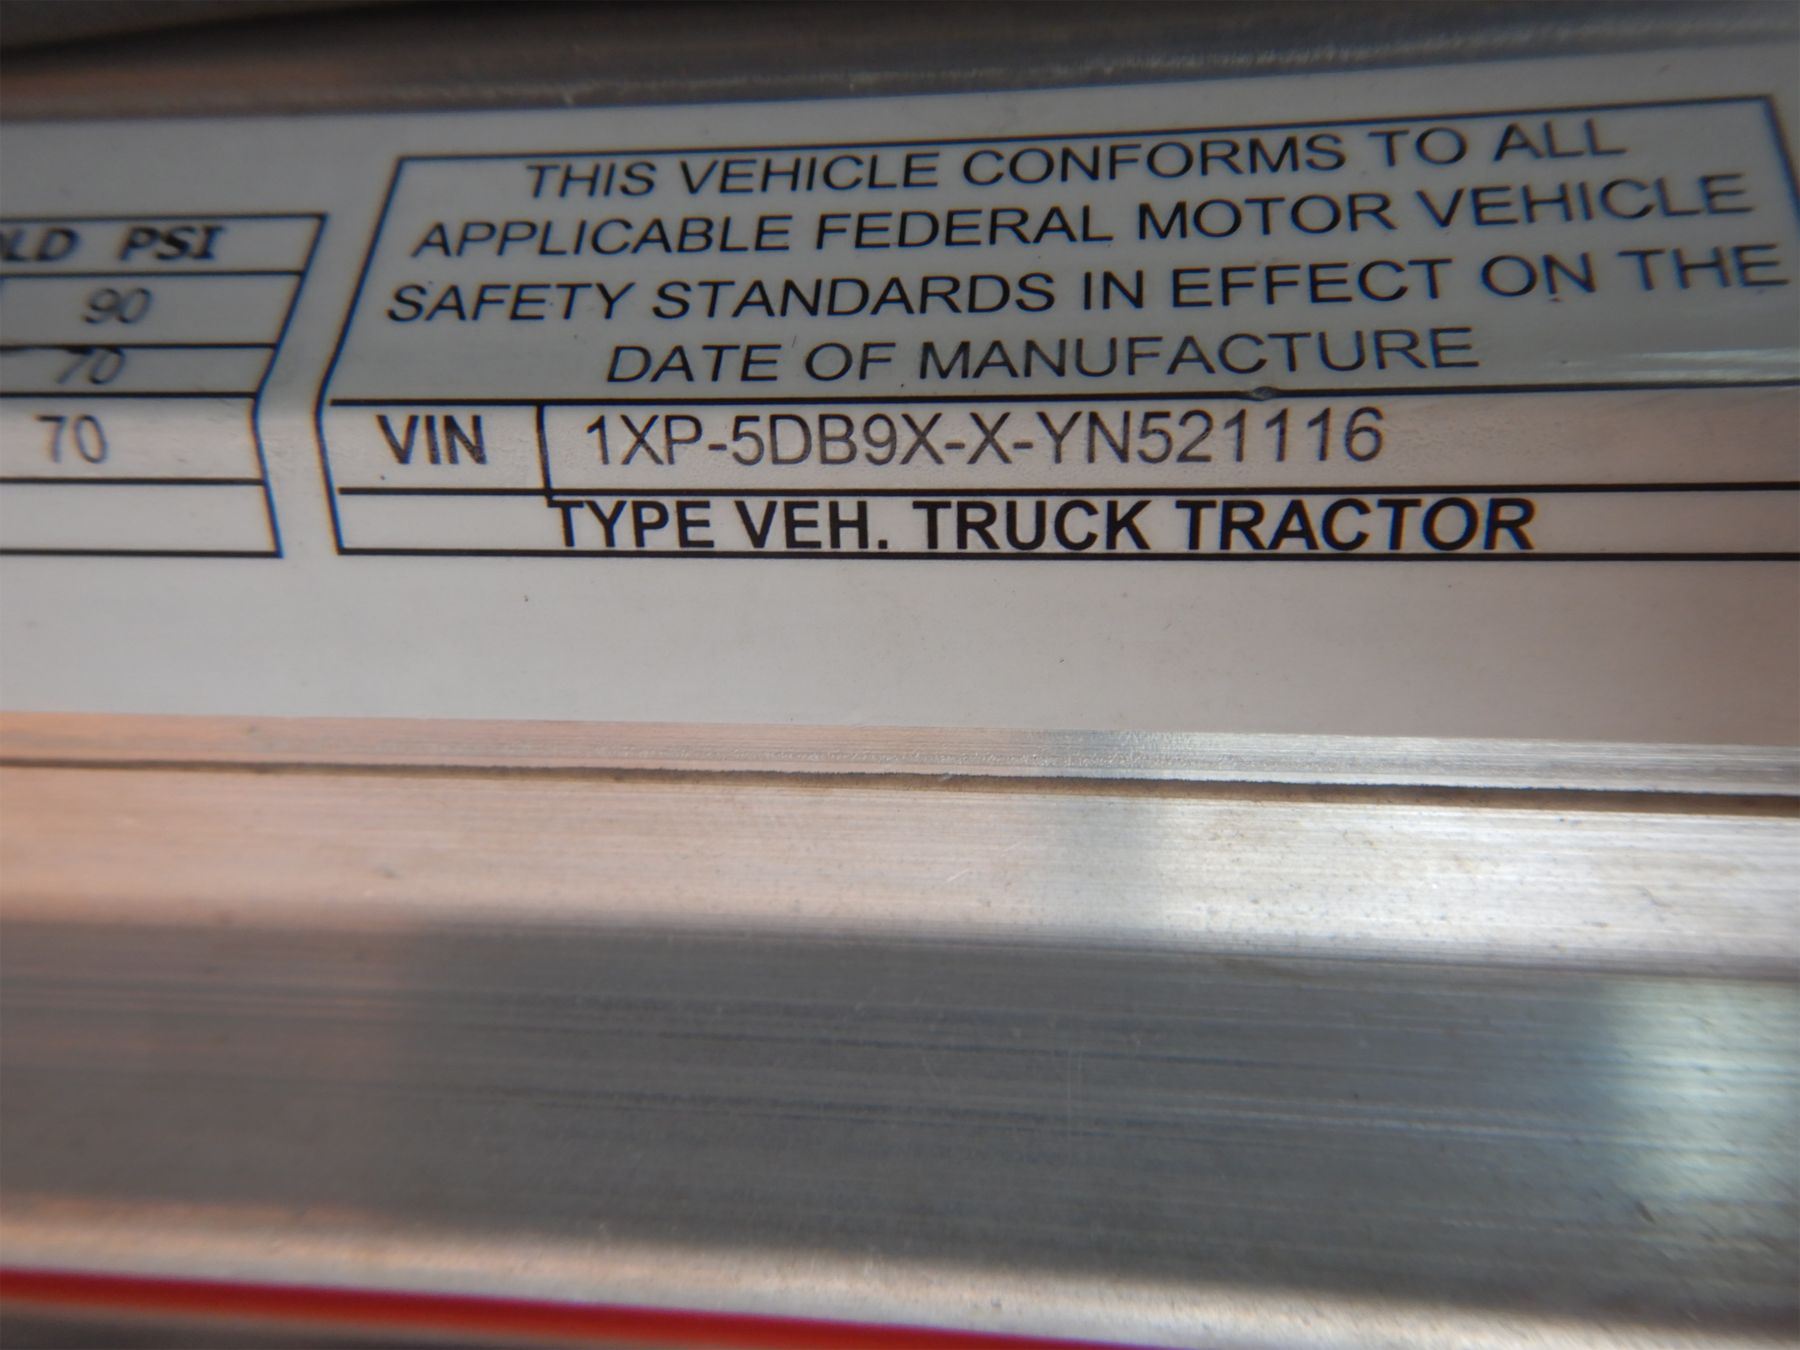 PSI
90
70
70
THIS VEHICLE CONFORMS TO ALL
APPLICABLE FEDERAL MOTOR VEHICLE
SAFETY STANDARDS IN EFFECT ON THE
DATE OF MANUFACTURE
VIN 1XP-5DB9X-X-YN521116
TYPE VEH. TRUCK TRACTOR